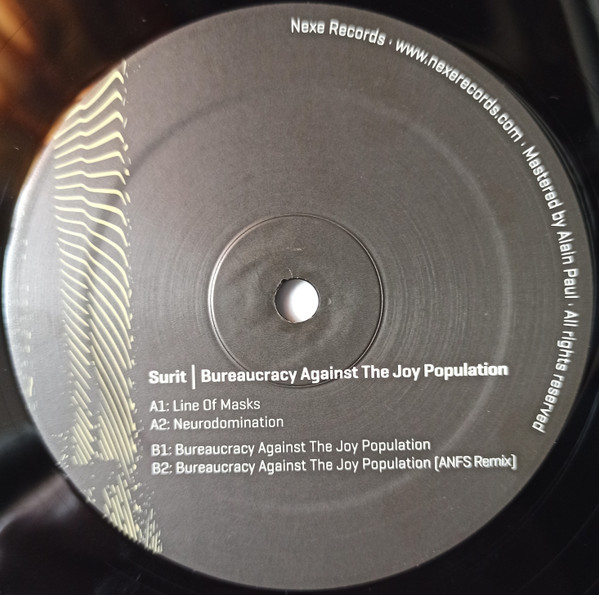 Nexe Records · www.nexerecords.com · Mastered by Alain Paul · All rights reserved
Surit | Bureaucracy Against The Joy Population
A1: Line Of Masks
A2: Neurodomination
B1: Bureaucracy Against The Joy Population
B2: Bureaucracy Against The Joy Population (ANFS Remix)